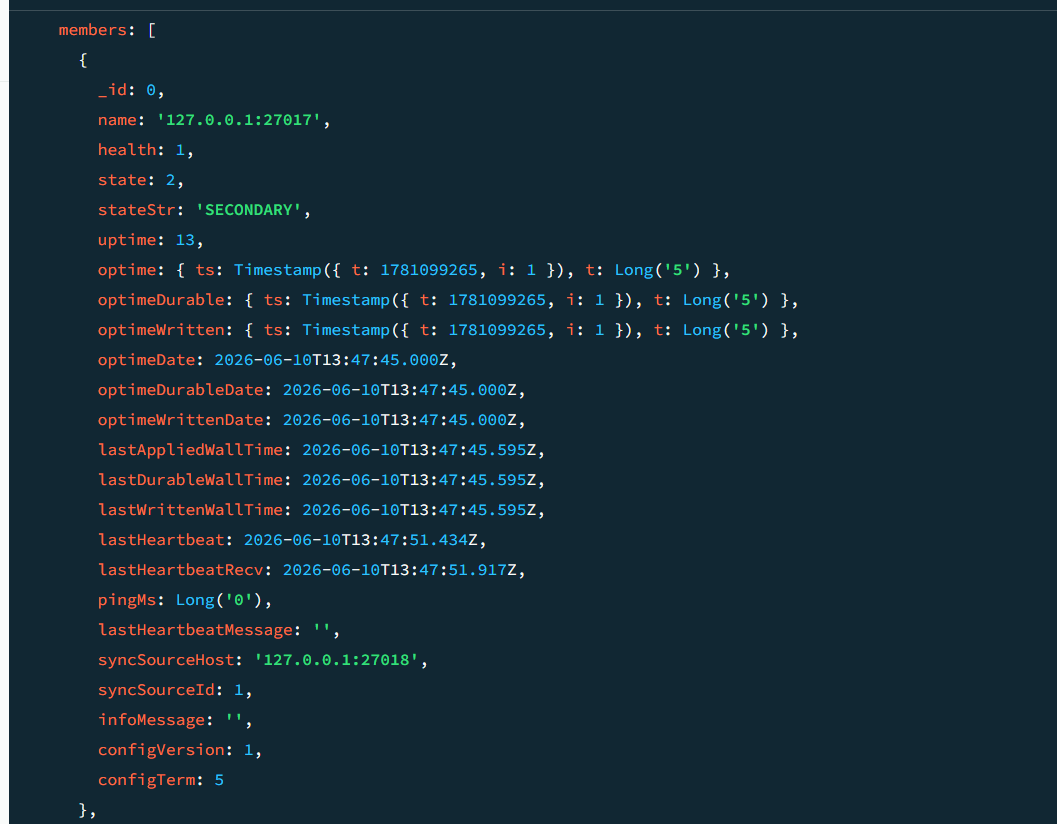 members: [
{
_id: 0,
name: '127.0.0.1:27017',
health: 1,
state: 2,
stateStr: 'SECONDARY',
uptime: 13,
optime: { ts: Timestamp({ t: 1781099265, i: 1 }), t: Long('5') },
optimeDurable: { ts: Timestamp({ t: 1781099265, i: 1 }), t: Long('5') },
optimeWritten: { ts: Timestamp({ t: 1781099265, i: 1 }), t: Long('5') },
optimeDate: 2026-06-10T13:47:45.000Z,
optimeDurableDate: 2026-06-10T13:47:45.000Z,
optimeWrittenDate: 2026-06-10T13:47:45.000Z,
lastAppliedWallTime: 2026-06-10T13:47:45.595Z,
lastDurableWallTime: 2026-06-10T13:47:45.595Z,
lastWrittenWallTime: 2026-06-10T13:47:45.595Z,
lastHeartbeat: 2026-06-10T13:47:51.434Z,
lastHeartbeatRecv: 2026-06-10T13:47:51.917Z,
pingMs: Long('0'),
lastHeartbeatMessage: '',
syncSourceHost: '127.0.0.1:27018',
syncSourceId: 1,
infoMessage: '',
configVersion: 1,
configTerm: 5
},